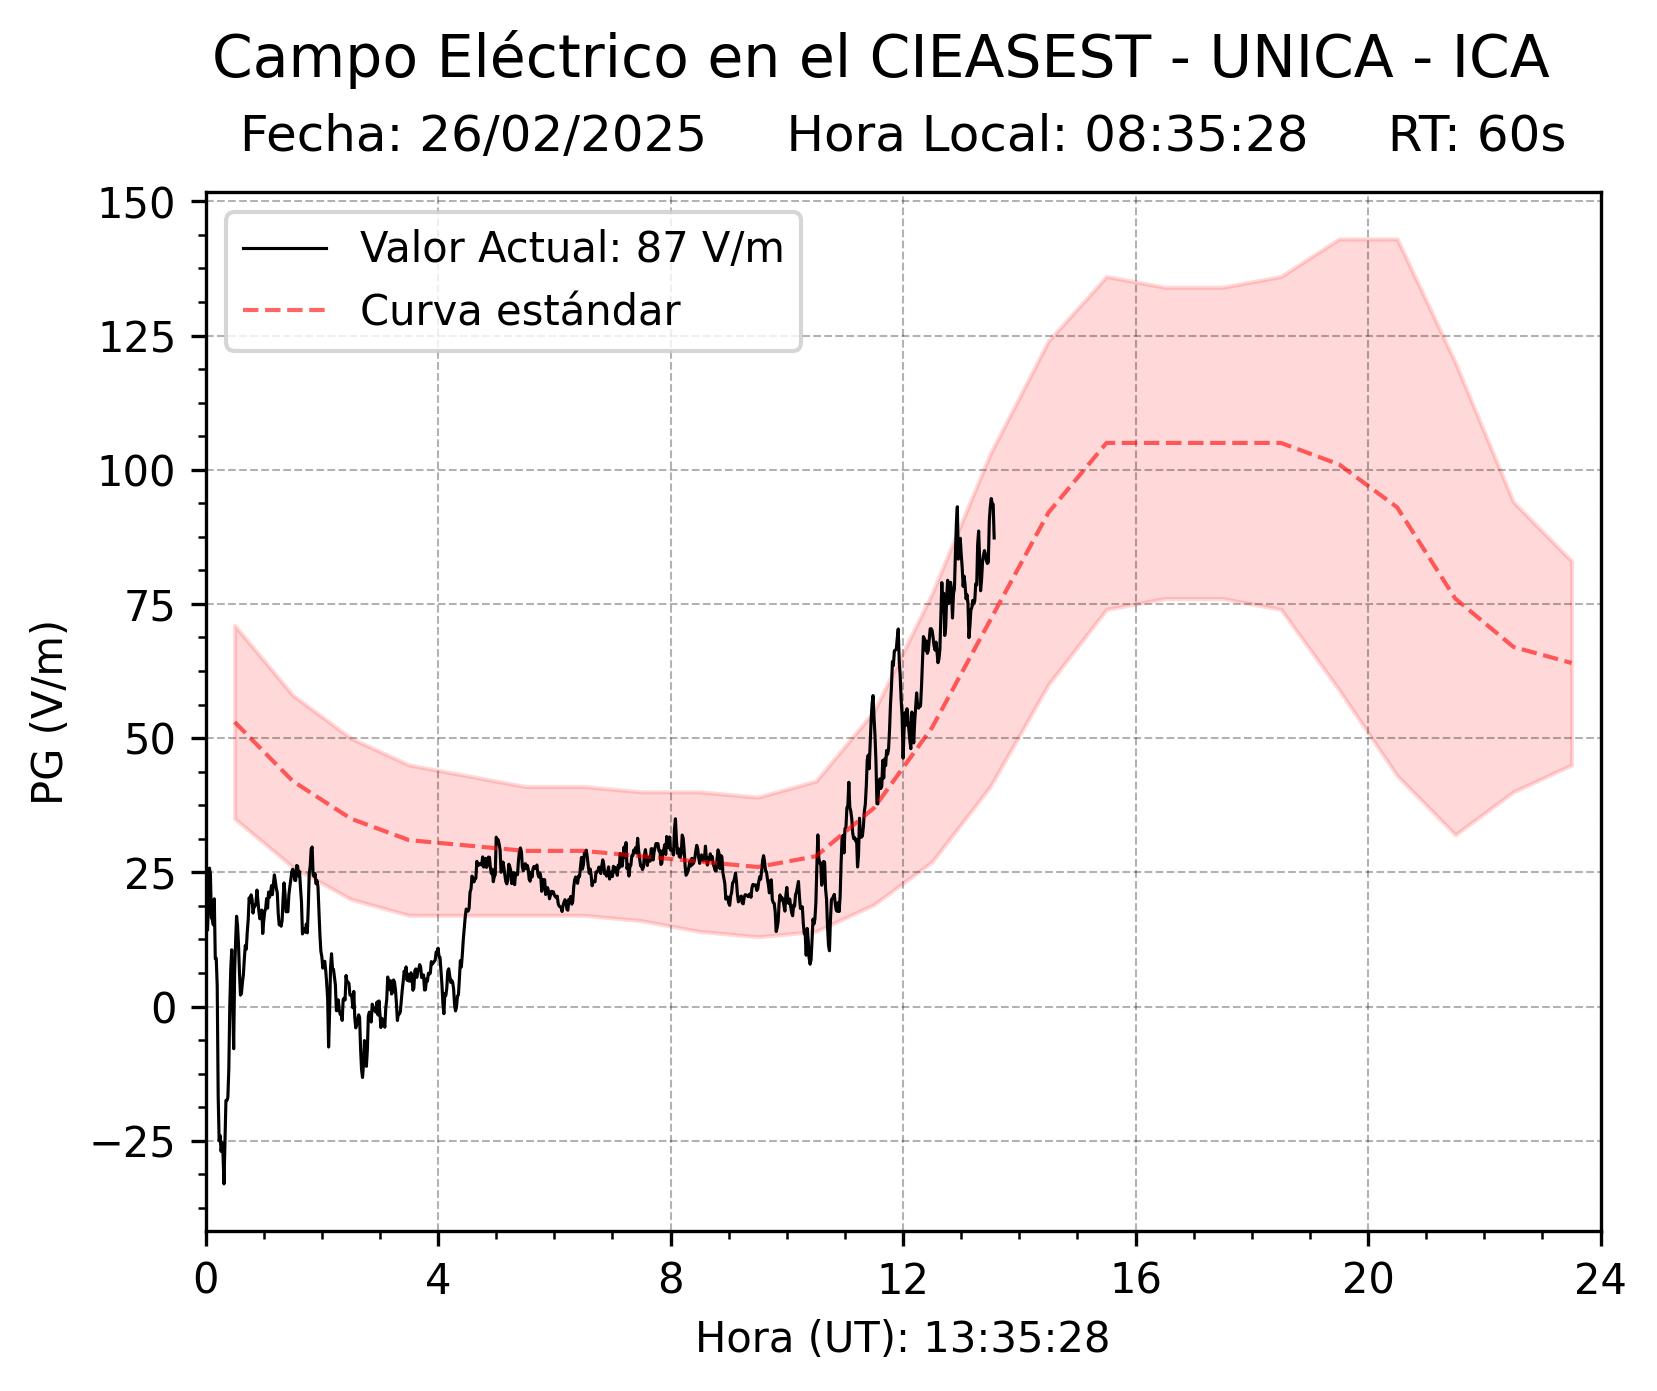 Campo Eléctrico en el CIEASEST - UNICA - ICA
Fecha: 26/02/2025 Hora Local: 08:35:28 RT: 60s
Valor Actual: 87 V/m
Curva estándar
PG (V/m)
150
125
100
75
50
25
0
−25
0 4 8 12 16 20 24
Hora (UT): 13:35:28